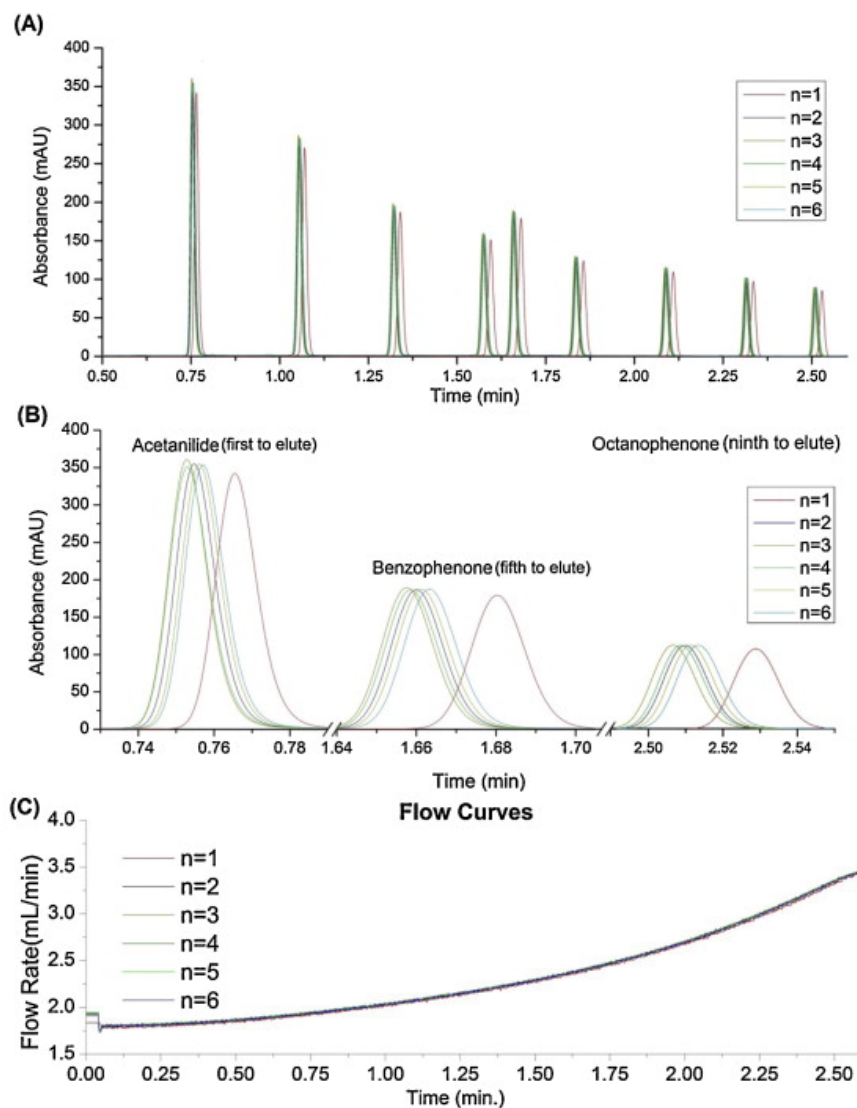 (A)
400
350
300
250
200
150
100
50
0
Absorbance (mAU)
n=1
n=2
n=3
n=4
n=5
n=6
0.50 0.75 1.00 1.25 1.50 1.75 2.00 2.25 2.50
Time (min)
(B)
400
350
300
250
200
150
100
50
0
Absorbance (mAU)
Acetanilide (first to elute)
Octanophenone (ninth to elute)
Benzophenone (fifth to elute)
n=1
n=2
n=3
n=4
n=5
n=6
0.74 0.76 0.78 1.64 1.66 1.68 1.70 2.50 2.52 2.54
Time (min)
(C)
Flow Curves
4.0
3.5
3.0
2.5
2.0
1.5
Flow Rate(mL/min)
n=1
n=2
n=3
n=4
n=5
n=6
0.00 0.25 0.50 0.75 1.00 1.25 1.50 1.75 2.00 2.25 2.50
Time (min.)